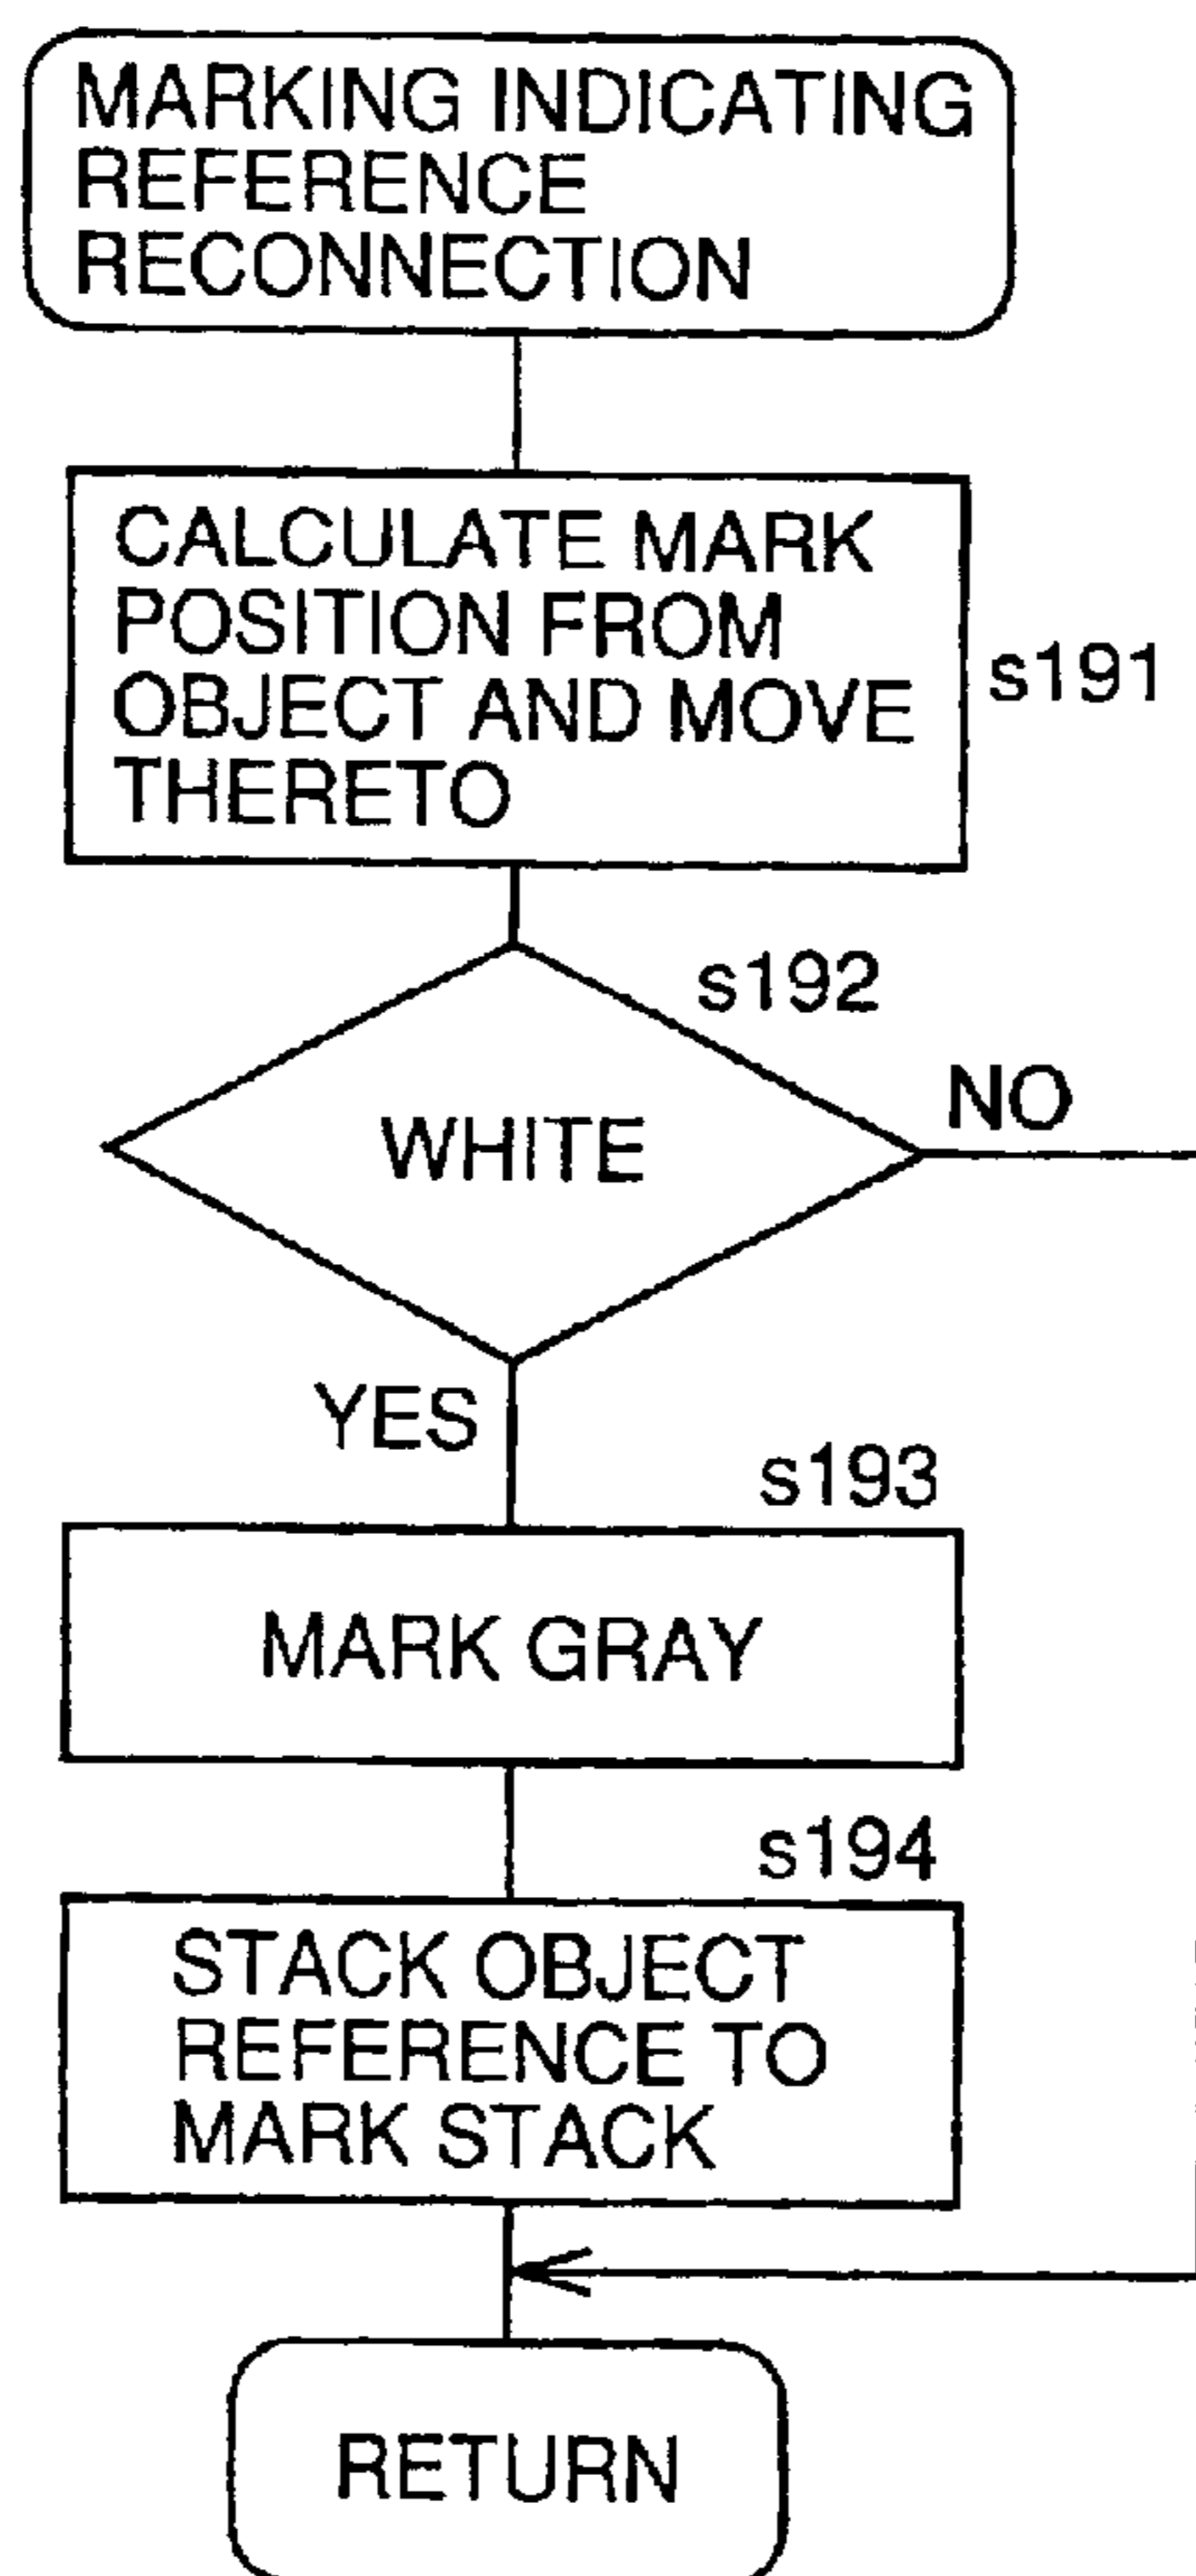 MARKING INDICATING
REFERENCE
RECONNECTION
CALCULATE MARK
POSITION FROM
OBJECT AND MOVE
THERETO
s191
s192
WHITE
NO
YES
s193
MARK GRAY
s194
STACK OBJECT
REFERENCE TO
MARK STACK
RETURN